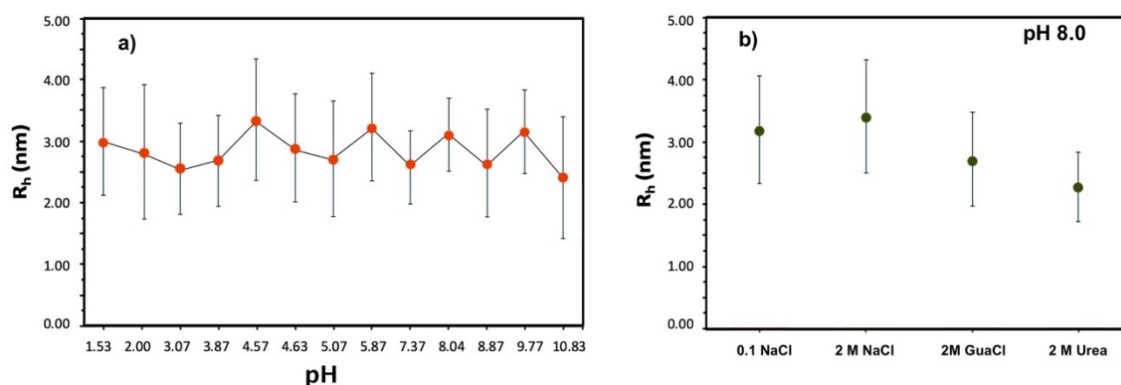 a)
5.00
4.00
3.00
2.00
1.00
0.00
Rh (nm)
1.53 2.00 3.07 3.87 4.57 4.63 5.07 5.87 7.37 8.04 8.87 9.77 10.83
pH
b)
pH 8.0
5.00
4.00
3.00
2.00
1.00
0.00
Rh (nm)
0.1 NaCl 2 M NaCl 2M GuaCl 2 M Urea